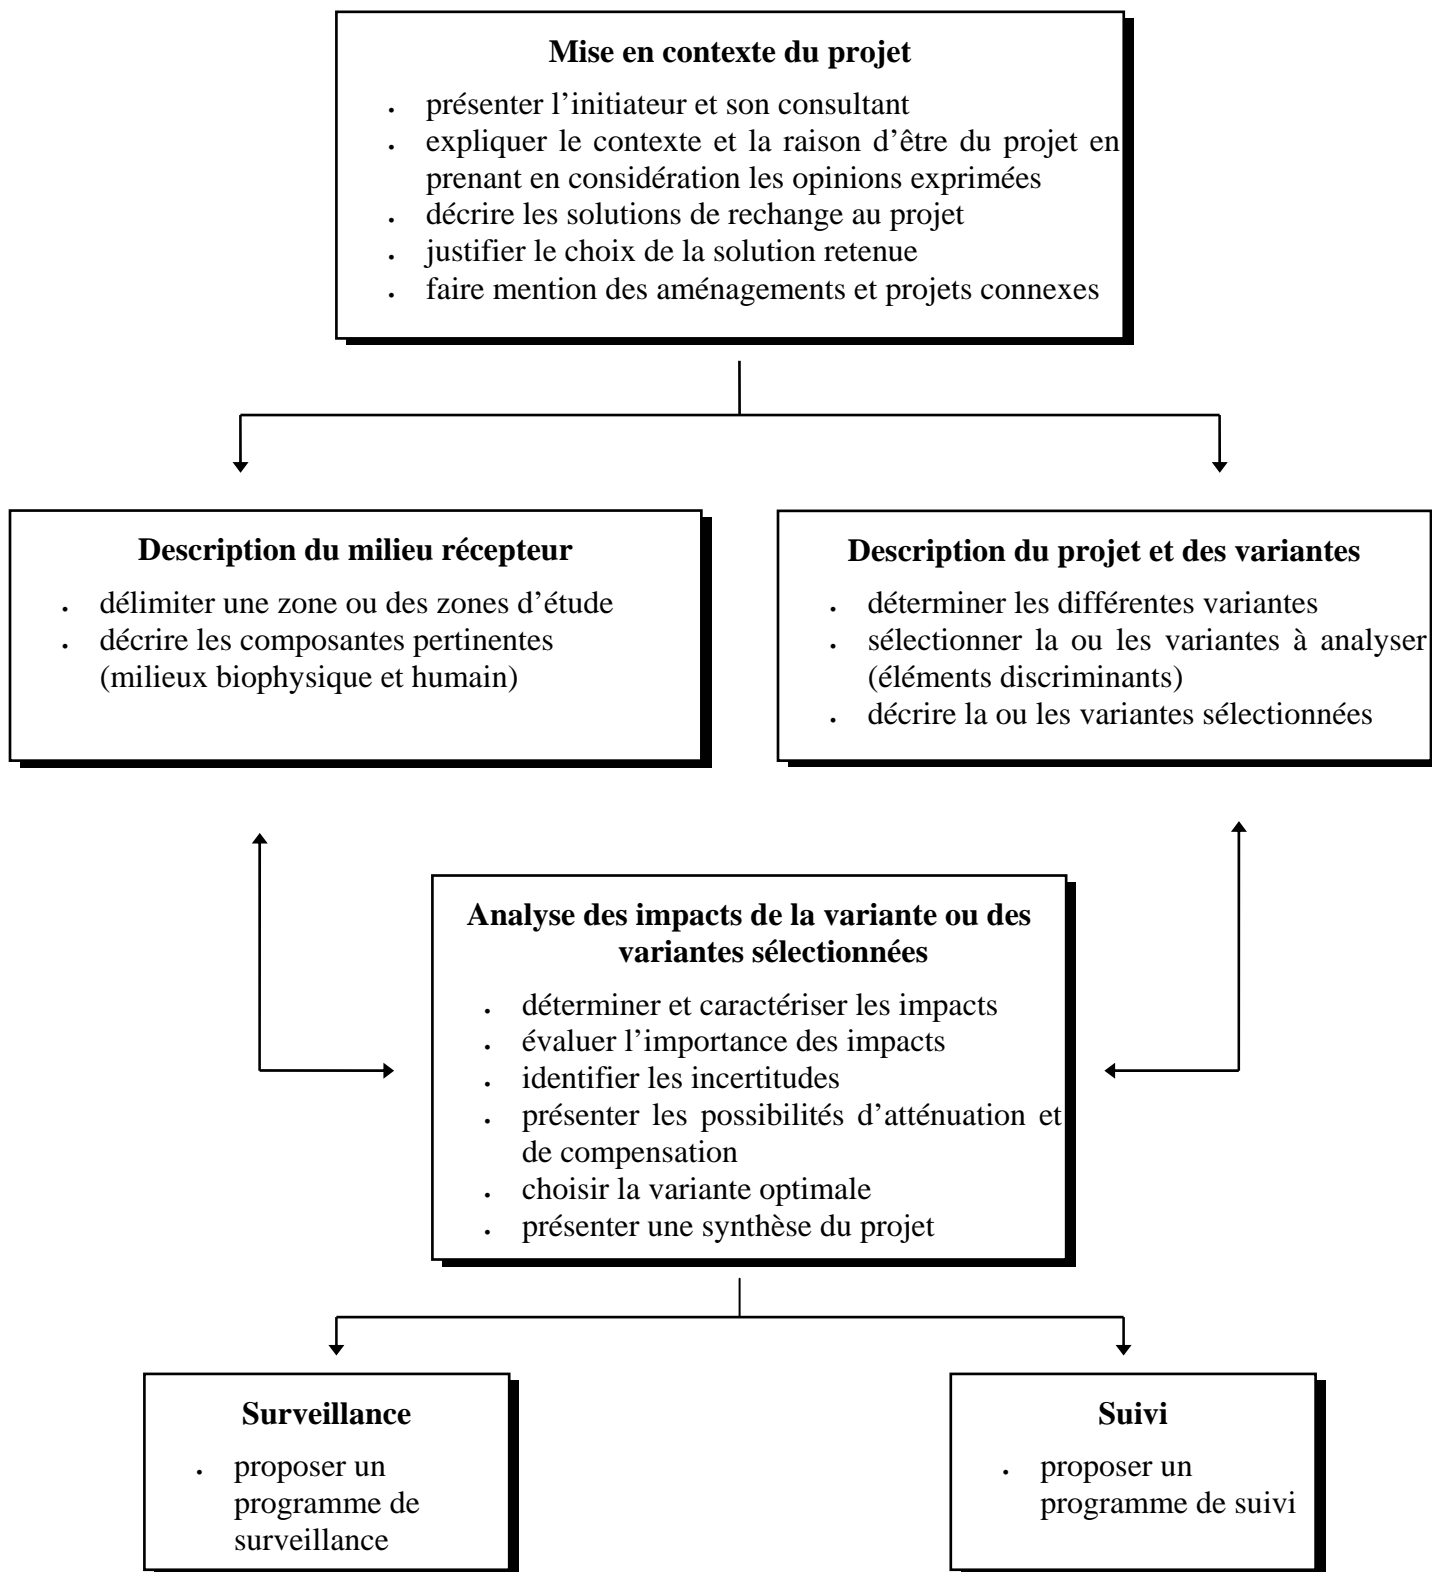 Mise en contexte du projet
. présenter l’initiateur et son consultant
. expliquer le contexte et la raison d’être du projet en
prenant en considération les opinions exprimées
. décrire les solutions de rechange au projet
. justifier le choix de la solution retenue
. faire mention des aménagements et projets connexes
Description du milieu récepteur
. délimiter une zone ou des zones d’étude
. décrire les composantes pertinentes
(milieux biophysique et humain)
Description du projet et des variantes
. déterminer les différentes variantes
. sélectionner la ou les variantes à analyser
(éléments discriminants)
. décrire la ou les variantes sélectionnées
Analyse des impacts de la variante ou des
variantes sélectionnées
. déterminer et caractériser les impacts
. évaluer l’importance des impacts
. identifier les incertitudes
. présenter les possibilités d’atténuation et
de compensation
. choisir la variante optimale
. présenter une synthèse du projet
Surveillance
. proposer un
programme de
surveillance
Suivi
. proposer un
programme de suivi